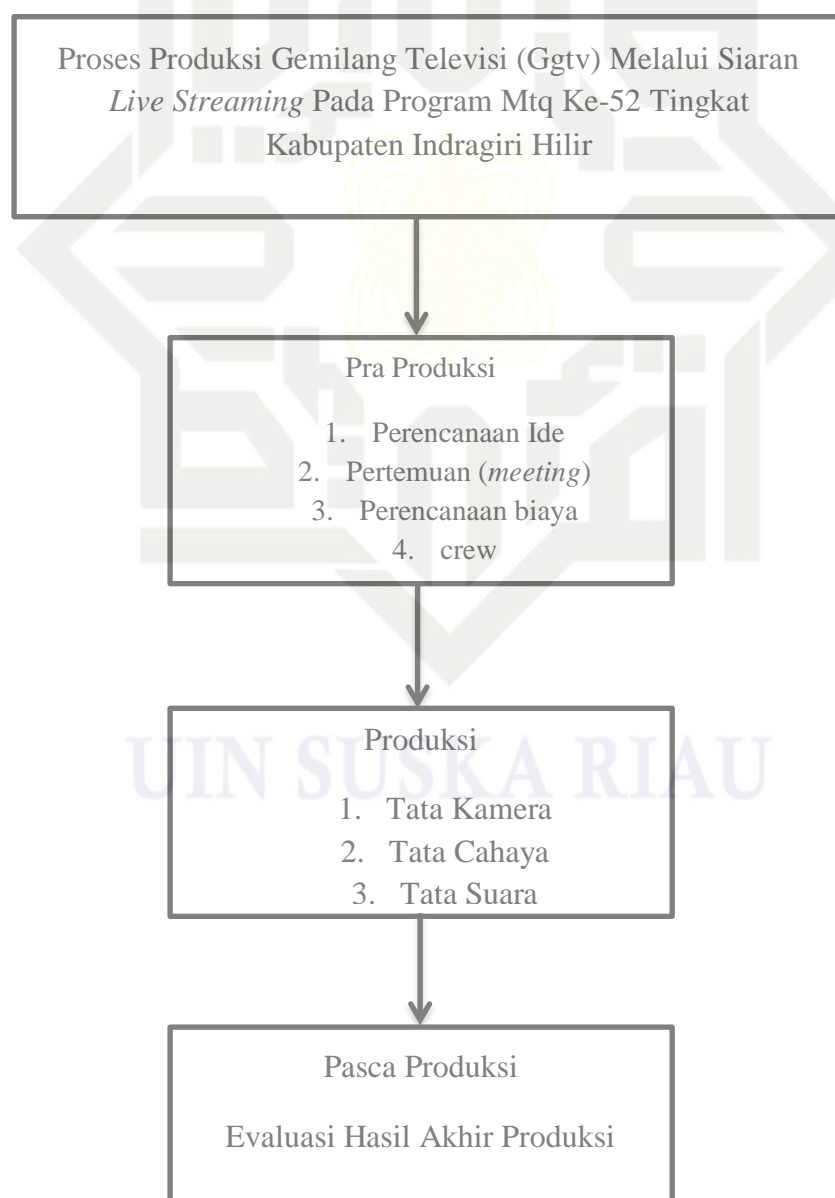 Proses Produksi Gemilang Televisi (Ggtv) Melalui Siaran
Live Streaming Pada Program Mtq Ke-52 Tingkat
Kabupaten Indragiri Hilir
Pra Produksi
1. Perencanaan Ide
2. Pertemuan (meeting)
3. Perencanaan biaya
4. crew
UIN SUSKA RIAU
Produksi
1. Tata Kamera
2. Tata Cahaya
3. Tata Suara
Pasca Produksi
Evaluasi Hasil Akhir Produksi